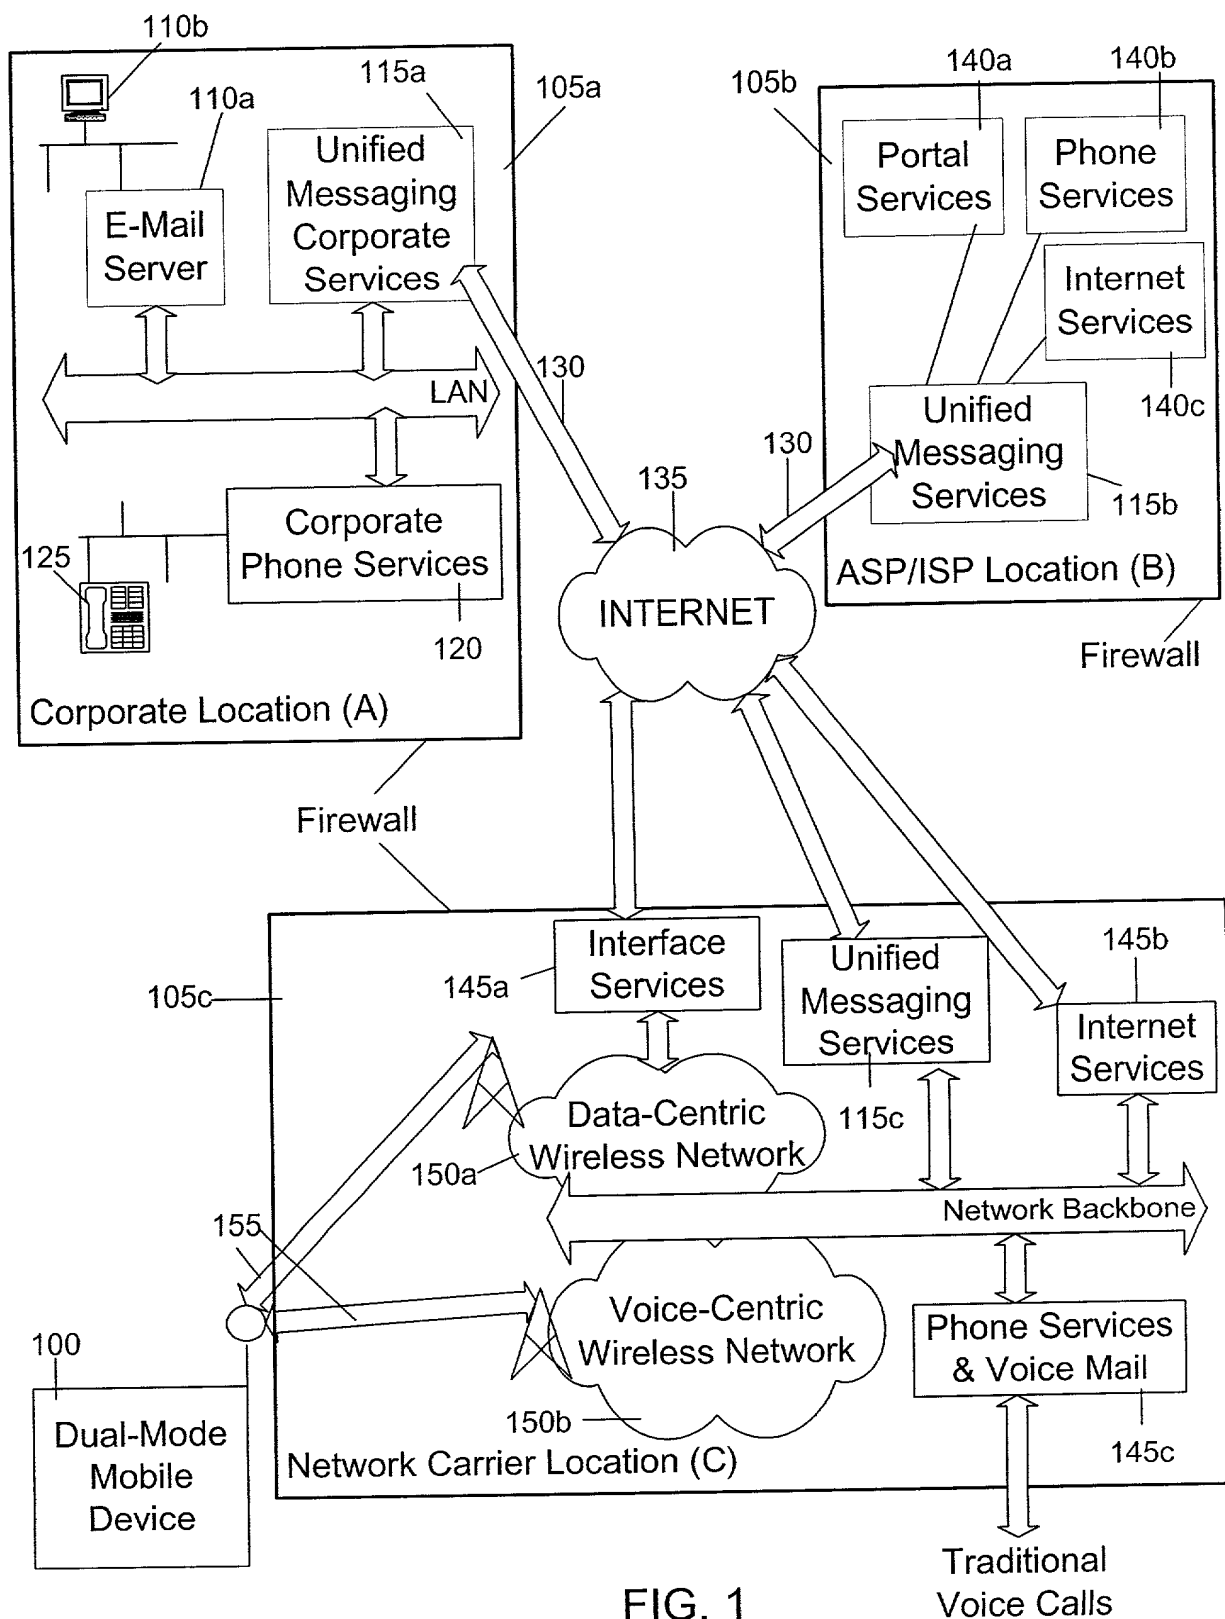 110b
115a
110a
105a
Unified
Messaging
Corporate
Services
E-Mail
Server
LAN
130
Corporate
Phone Services
125
120
Corporate Location (A)
140a
140b
105b
Portal
Services
Phone
Services
Internet
Services
140c
Unified
Messaging
Services
130
115b
ASP/ISP Location (B)
Firewall
135
INTERNET
Firewall
105c
Interface
Services
145a
Unified
Messaging
Services
115c
145b
Internet
Services
Data-Centric
Wireless Network
150a
Network Backbone
155
Voice-Centric
Wireless Network
150b
Phone Services
& Voice Mail
145c
Network Carrier Location (C)
100
Dual-Mode
Mobile
Device
Traditional
Voice Calls
FIG. 1